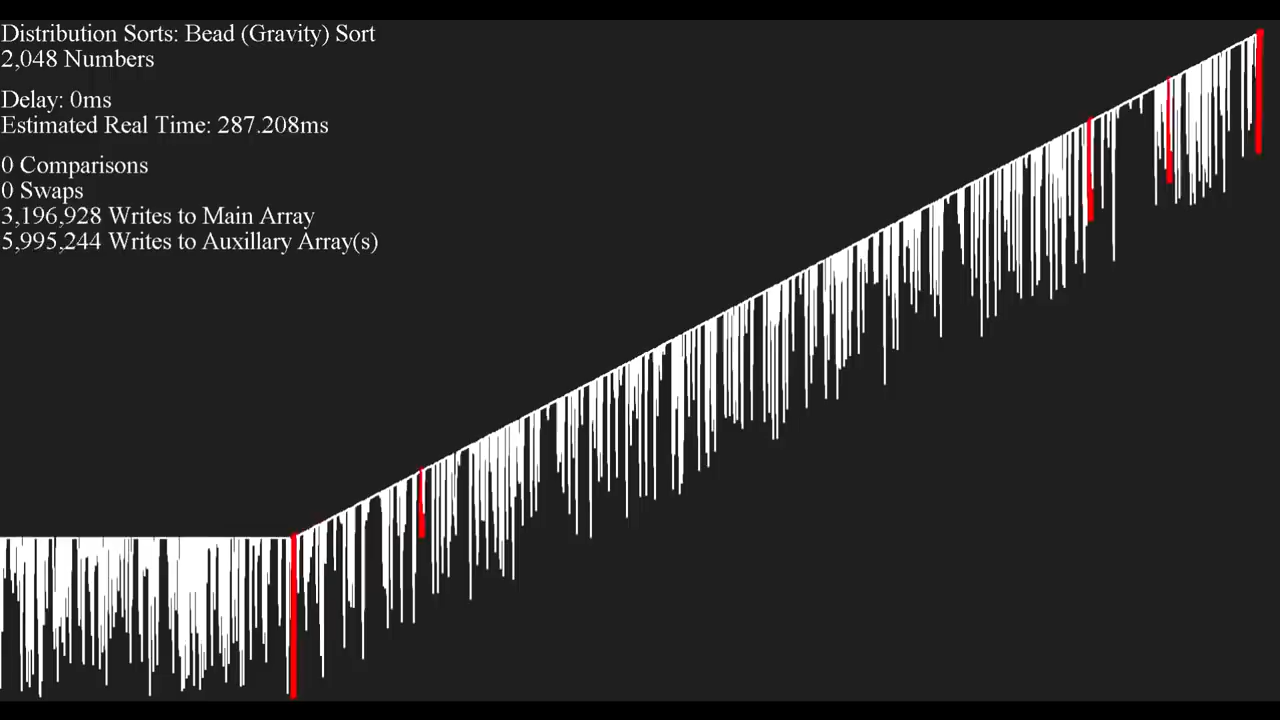 Distribution Sorts: Bead (Gravity) Sort
2,048 Numbers
Delay: 0ms
Estimated Real Time: 287.208ms
0 Comparisons
0 Swaps
3,196,928 Writes to Main Array
5,995,244 Writes to Auxillary Array(s)